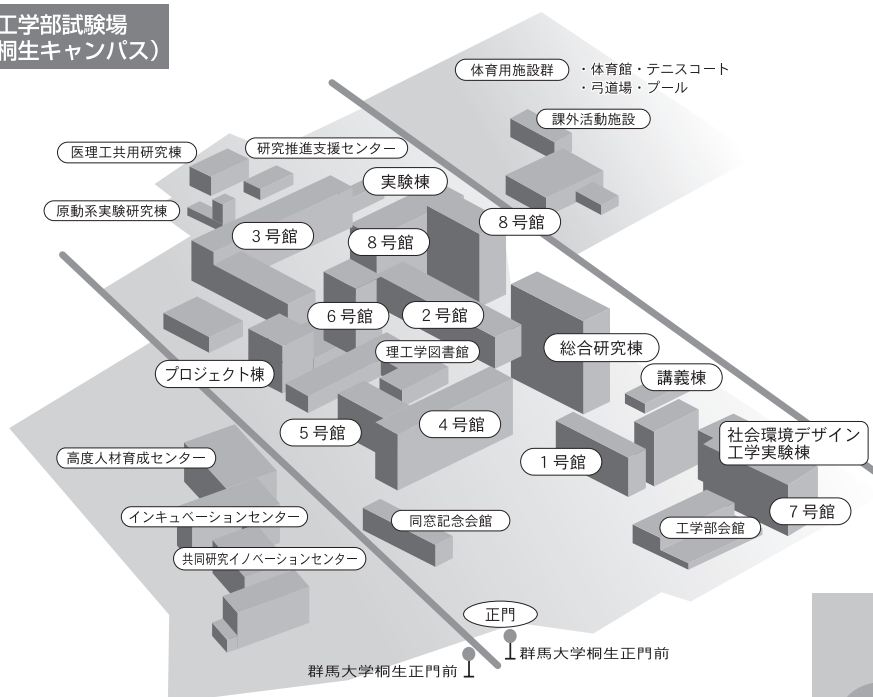 工学部試験場
桐生キャンパス）
体育用施設群
・体育館・テニスコート
・弓道場・プール
課外活動施設
医理工共用研究棟
研究推進支援センター
実験棟
原動系実験研究棟
3号館
8号館
8号館
6号館
2号館
理工学図書館
総合研究棟
プロジェクト棟
講義棟
5号館
4号館
1号館
社会環境デザイン
工学実験棟
高度人材育成センター
7号館
インキュベーションセンター
同窓記念会館
工学部会館
共同研究イノベーションセンター
正門
群馬大学桐生正門前
群馬大学桐生正門前